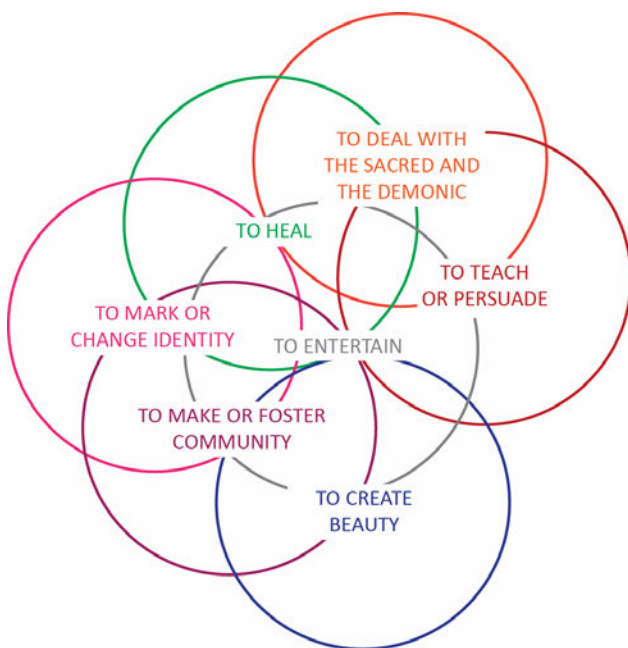 TO DEAL WITH
THE SACRED AND
THE DEMONIC
TO HEAL
TO TEACH
OR PERSUADE
TO MARK OR
CHANGE IDENTITY
TO ENTERTAIN
TO MAKE OR FOSTER
COMMUNITY
TO CREATE
BEAUTY